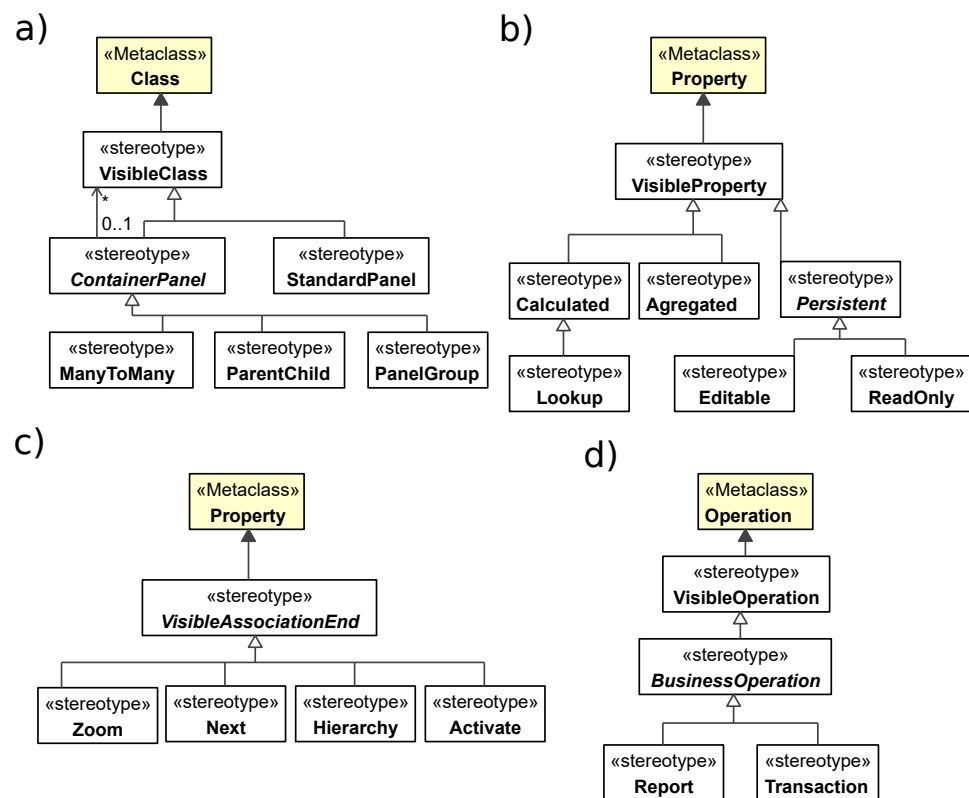 a)
«Metaclass»
Class
«stereotype»
VisibleClass
*
0..1
«stereotype»
ContainerPanel
«stereotype»
StandardPanel
«stereotype»
ManyToMany
«stereotype»
ParentChild
«stereotype»
PanelGroup
b)
«Metaclass»
Property
«stereotype»
VisibleProperty
«stereotype»
Calculated
«stereotype»
Agregated
«stereotype»
Persistent
«stereotype»
Lookup
«stereotype»
Editable
«stereotype»
ReadOnly
c)
«Metaclass»
Property
«stereotype»
VisibleAssociationEnd
«stereotype»
Zoom
«stereotype»
Next
«stereotype»
Hierarchy
«stereotype»
Activate
d)
«Metaclass»
Operation
«stereotype»
VisibleOperation
«stereotype»
BusinessOperation
«stereotype»
Report
«stereotype»
Transaction